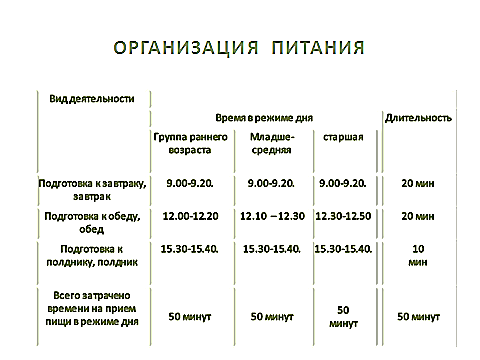 ОРГАНИЗАЦИЯ ПИТАНИЯ
Вид деятельности
Время в режиме дня
Длительность
Группа раннего
возраста
Младше-
средняя
старшая
Подготовка к завтраку,
завтрак
9.00-9.20.
9.00-9.20.
9.00-9.20.
20 мин
Подготовка к обеду,
обед
12.00-12.20
12.10 – 12.30
12.30-12.50
20 мин
Подготовка к
полднику, полдник
15.30-15.40.
15.30-15.40.
15.30-15.40.
10
мин
Всего затрачено
времени на прием
пищи в режиме дня
50 минут
50 минут
50
минут
50 минут